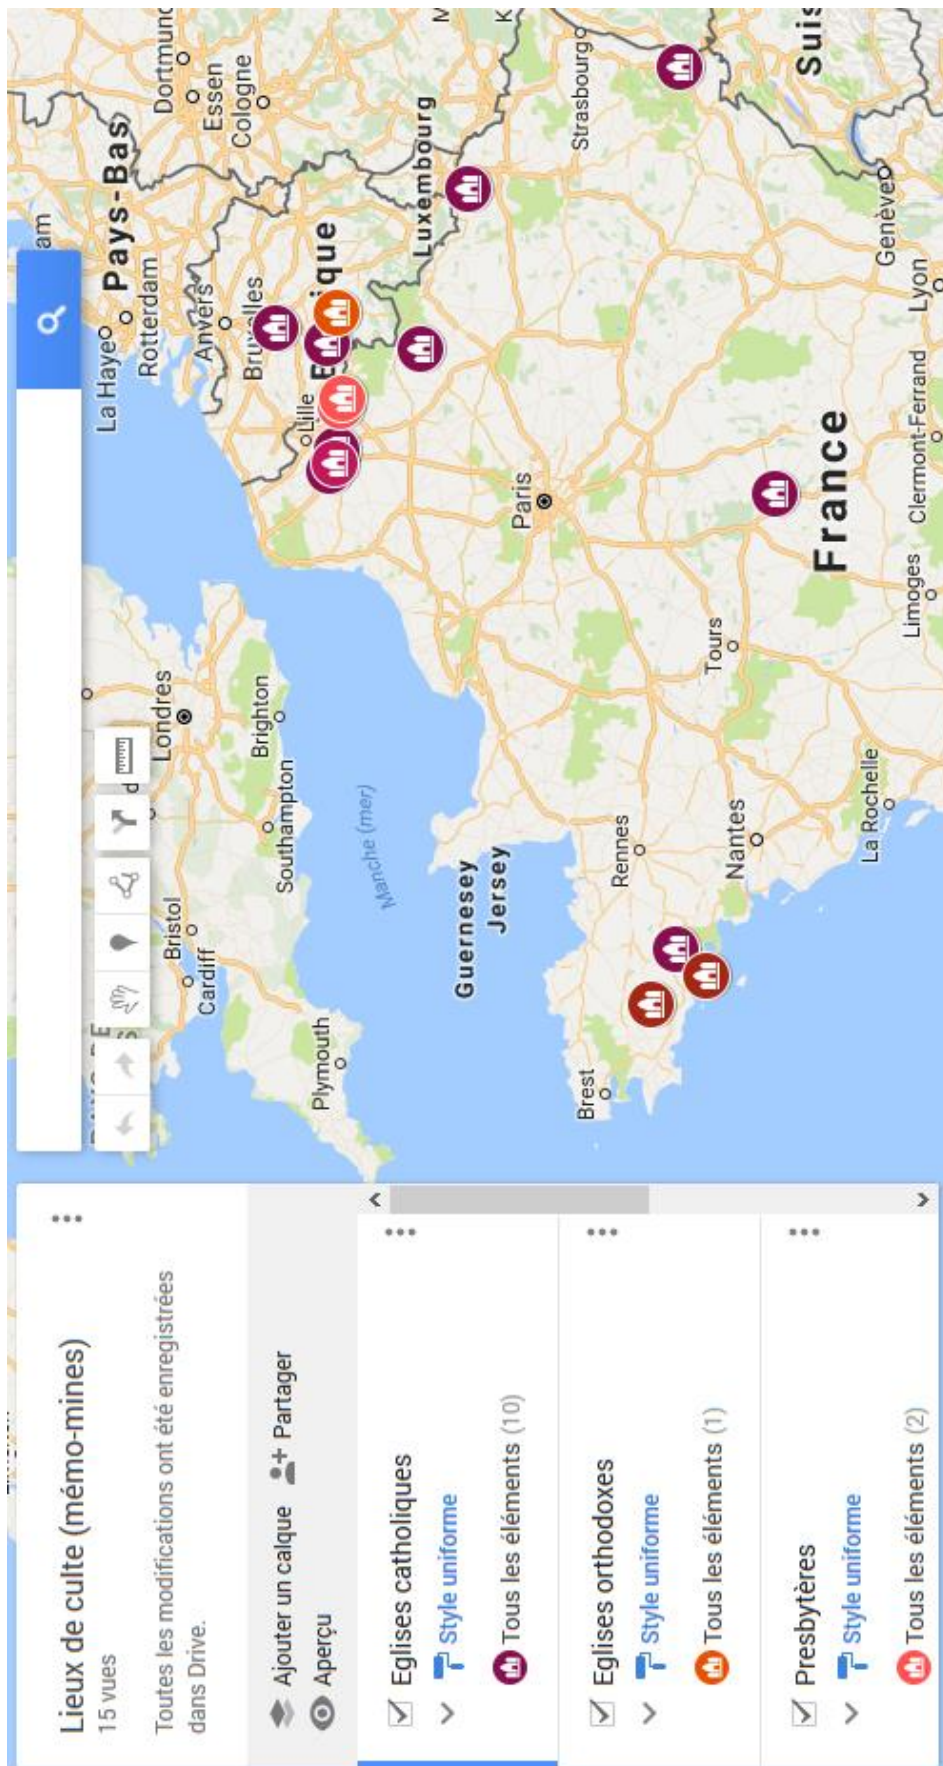 Lieux de culte (mémo-mines)
15 vues
Toutes les modifications ont été enregistrées
dans Drive.
Ajouter un calque
Partager
Aperçu
Eglises catholiques
Style uniforme
Tous les éléments (10)
Eglises orthodoxes
Style uniforme
Tous les éléments (1)
Presbytères
Style uniforme
Tous les éléments (2)
Bristol
Cardiff
Londres
Plymouth
Southampton
Brighton
Manche (mer)
Guernesey
Jersey
Brest
Rennes
Nantes
La Rochelle
Tours
Limoges
Paris
France
Clermont-Ferrand
Lyon
Genève
Lille
La Haye
Rotterdam
Pays-Bas
am
Anvers
Bruxelles
ique
Luxembourg
Dortmund
Essen
Cologne
Strasbourg
Suis
M
K
d